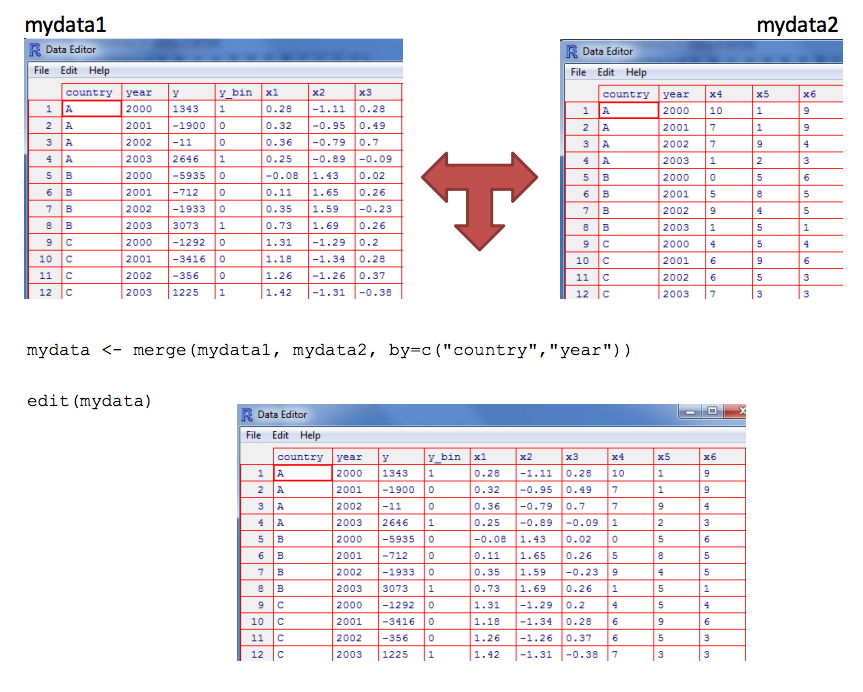 mydata1
Data Editor
File Edit Help
country year y y_bin x1 x2 x3
1 A 2000 1343 1 0.28 -1.11 0.28
2 A 2001 -1900 0 0.32 -0.95 0.49
3 A 2002 -11 0 0.36 -0.79 0.7
4 A 2003 2646 1 0.25 -0.89 -0.09
5 B 2000 -5935 0 -0.08 1.43 0.02
6 B 2001 -712 0 0.11 1.65 0.26
7 B 2002 -1933 0 0.35 1.59 -0.23
8 B 2003 3073 1 0.73 1.69 0.26
9 C 2000 -1292 0 1.31 -1.29 0.2
10 C 2001 -3416 0 1.18 -1.34 0.28
11 C 2002 -356 0 1.26 -1.26 0.37
12 C 2003 1225 1 1.42 -1.31 -0.38
mydata2
Data Editor
File Edit Help
country year x4 x5 x6
1 A 2000 10 1 9
2 A 2001 7 1 9
3 A 2002 7 9 4
4 A 2003 1 2 3
5 B 2000 0 5 6
6 B 2001 5 8 5
7 B 2002 9 4 5
8 B 2003 1 5 1
9 C 2000 4 5 4
10 C 2001 6 9 6
11 C 2002 6 5 3
12 C 2003 7 3 3
mydata <- merge(mydata1, mydata2, by=c("country","year"))
edit(mydata)
Data Editor
File Edit Help
country year y y_bin x1 x2 x3 x4 x5 x6
1 A 2000 1343 1 0.28 -1.11 0.28 10 1 9
2 A 2001 -1900 0 0.32 -0.95 0.49 7 1 9
3 A 2002 -11 0 0.36 -0.79 0.7 7 9 4
4 A 2003 2646 1 0.25 -0.89 -0.09 1 2 3
5 B 2000 -5935 0 -0.08 1.43 0.02 0 5 6
6 B 2001 -712 0 0.11 1.65 0.26 5 8 5
7 B 2002 -1933 0 0.35 1.59 -0.23 9 4 5
8 B 2003 3073 1 0.73 1.69 0.26 1 5 1
9 C 2000 -1292 0 1.31 -1.29 0.2 4 5 4
10 C 2001 -3416 0 1.18 -1.34 0.28 6 9 6
11 C 2002 -356 0 1.26 -1.26 0.37 6 5 3
12 C 2003 1225 1 1.42 -1.31 -0.38 7 3 3